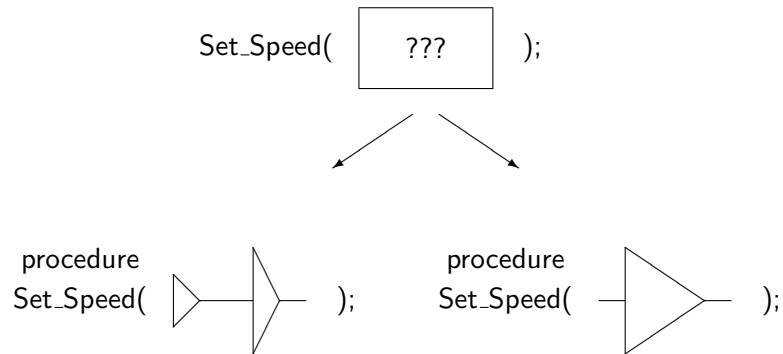 Set_Speed( ??? );
procedure procedure
Set_Speed( ); Set_Speed( );